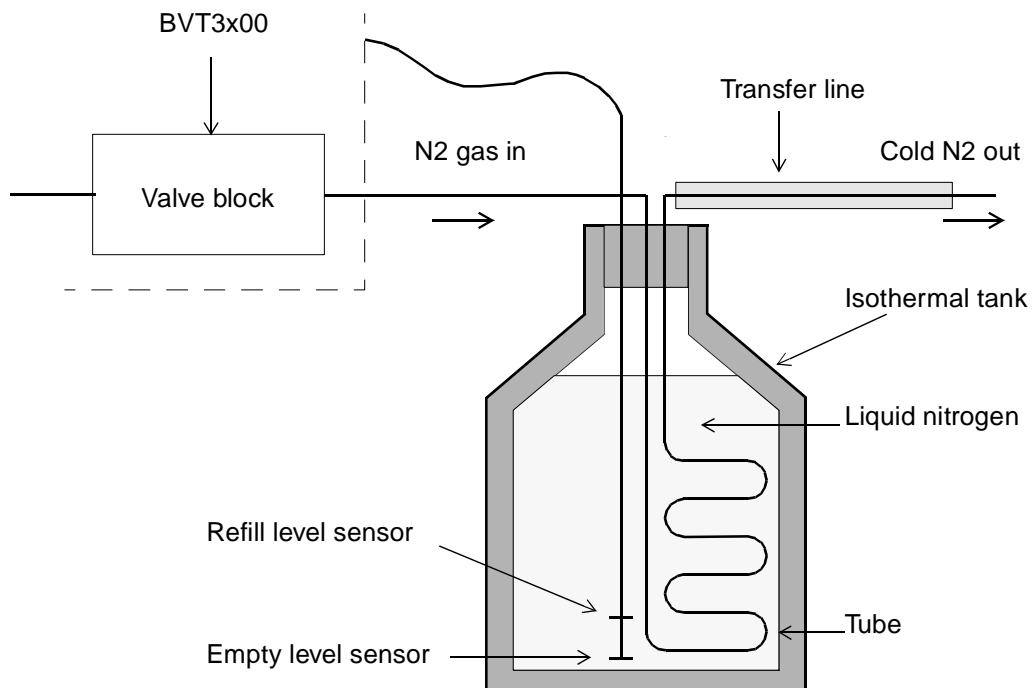 BVT3x00
Transfer line
N2 gas in
Cold N2 out
Valve block
Isothermal tank
Liquid nitrogen
Refill level sensor
Tube
Empty level sensor